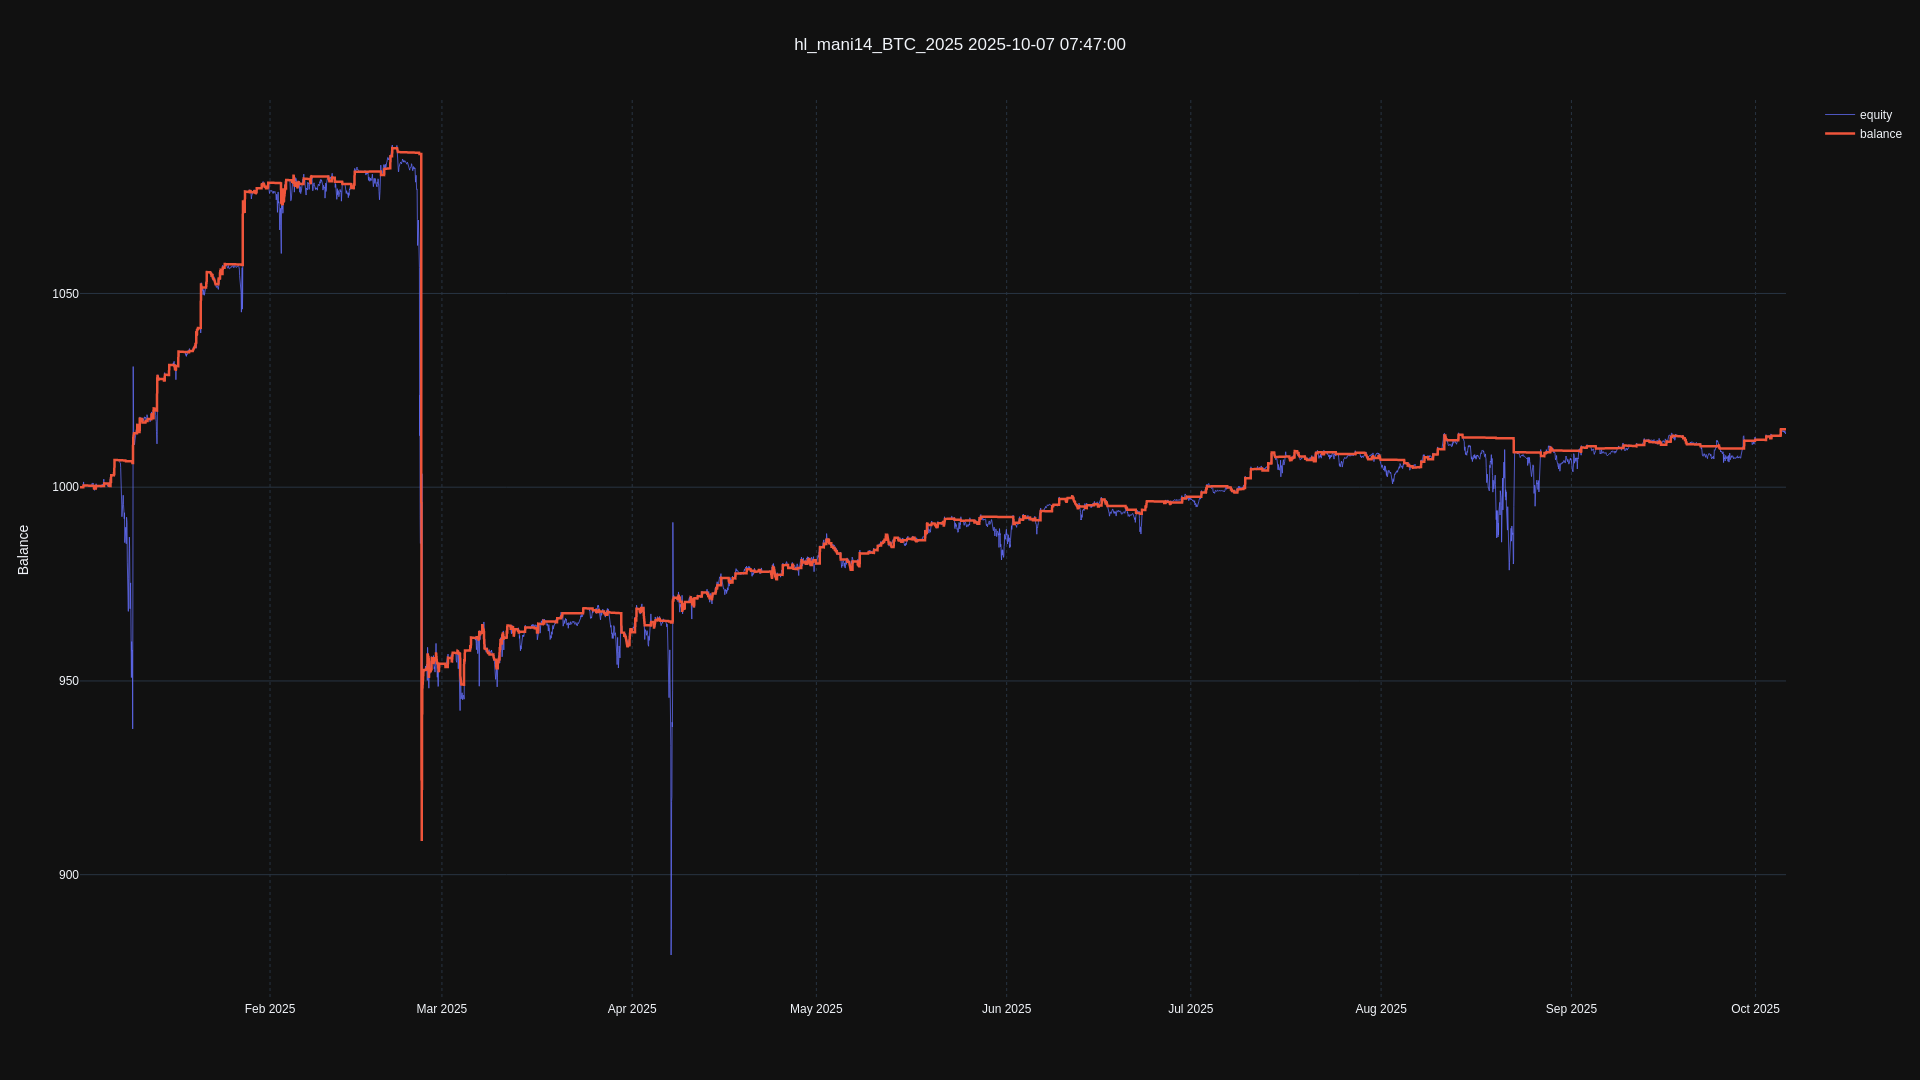 hl_mani14_BTC_2025 2025-10-07 07:47:00
equity
balance
1050
1000
950
900
Balance
Feb 2025
Mar 2025
Apr 2025
May 2025
Jun 2025
Jul 2025
Aug 2025
Sep 2025
Oct 2025